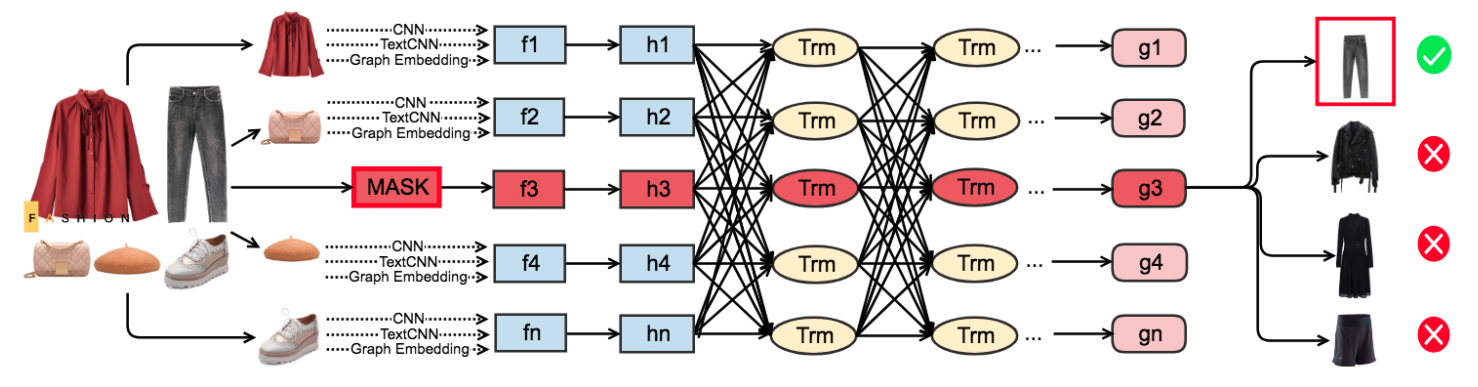 CNN
TextCNN
Graph Embedding
f1
h1
Trm
Trm
...
g1
CNN
TextCNN
Graph Embedding
f2
h2
Trm
Trm
...
g2
MASK
f3
h3
Trm
Trm
...
g3
FASHION
CNN
TextCNN
Graph Embedding
f4
h4
Trm
Trm
...
g4
CNN
TextCNN
Graph Embedding
fn
hn
Trm
Trm
...
gn